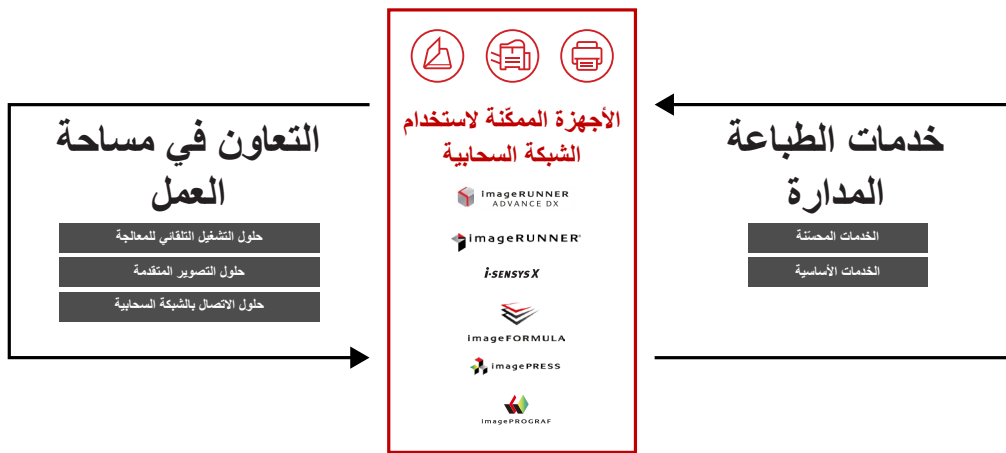 خدمات الطباعة
المدارة
الخدمات المحسّنة
الخدمات الأساسية
الأجهزة الممكّنة لاستخدام
الشبكة السحابية
imageRUNNER
ADVANCE DX
imageRUNNER®
i-SENSYS X
imageFORMULA
imagePRESS
imagePROGRAF
التعاون في مساحة
العمل
حلول التشغيل التلقائي للمعالجة
حلول التصوير المتقدمة
حلول الاتصال بالشبكة السحابية